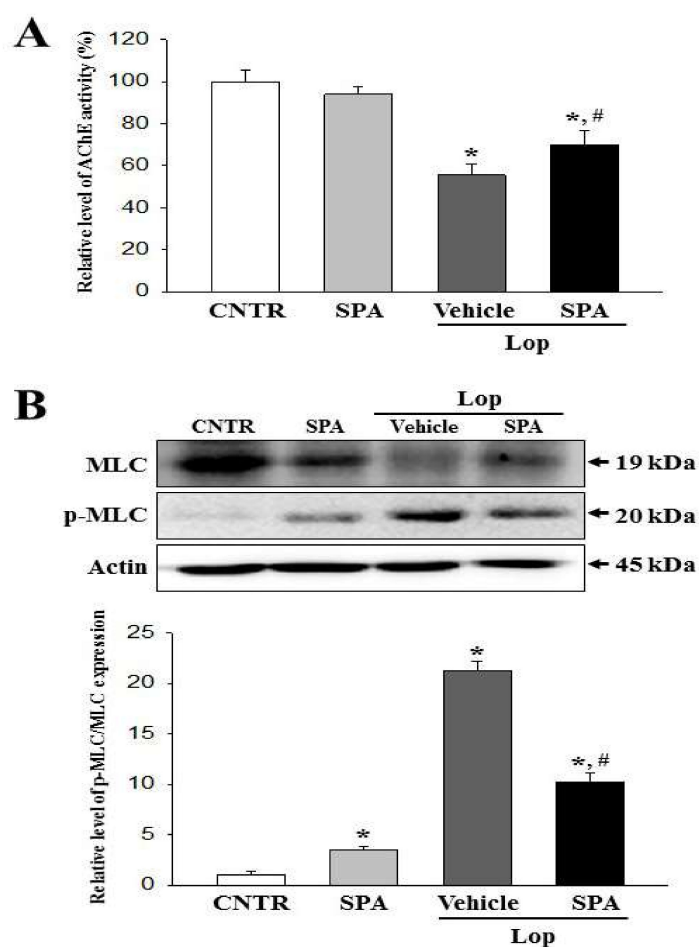 A
Relative level of AChE activity (%)
120
100
80
60
40
20
0
*
*, #
CNTR SPA Vehicle SPA
Lop
B
Lop
CNTR SPA Vehicle SPA
MLC 19 kDa
p-MLC 20 kDa
Actin 45 kDa
Relative level of p-MLC/MLC expression
25
20
15
10
5
0
*
*
*, #
CNTR SPA Vehicle SPA
Lop